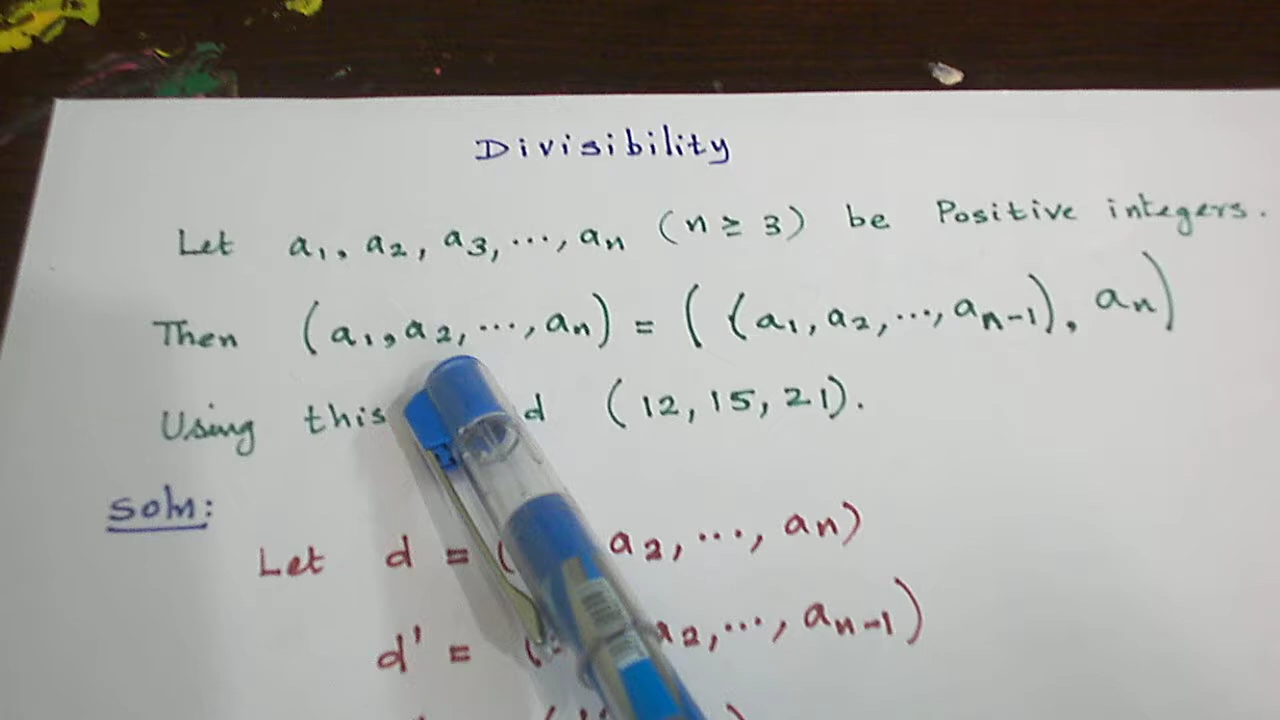 Divisibility
Let a₁, a₂, a₃, ..., aₙ (n ≥ 3) be Positive integers.
Then (a₁, a₂, ..., aₙ) = ((a₁, a₂, ..., aₙ₋₁), aₙ)
Using this (12, 15, 21).
Soln:
Let d = ( a₂, ..., aₙ)
d' = ( a₂, ..., aₙ₋₁)